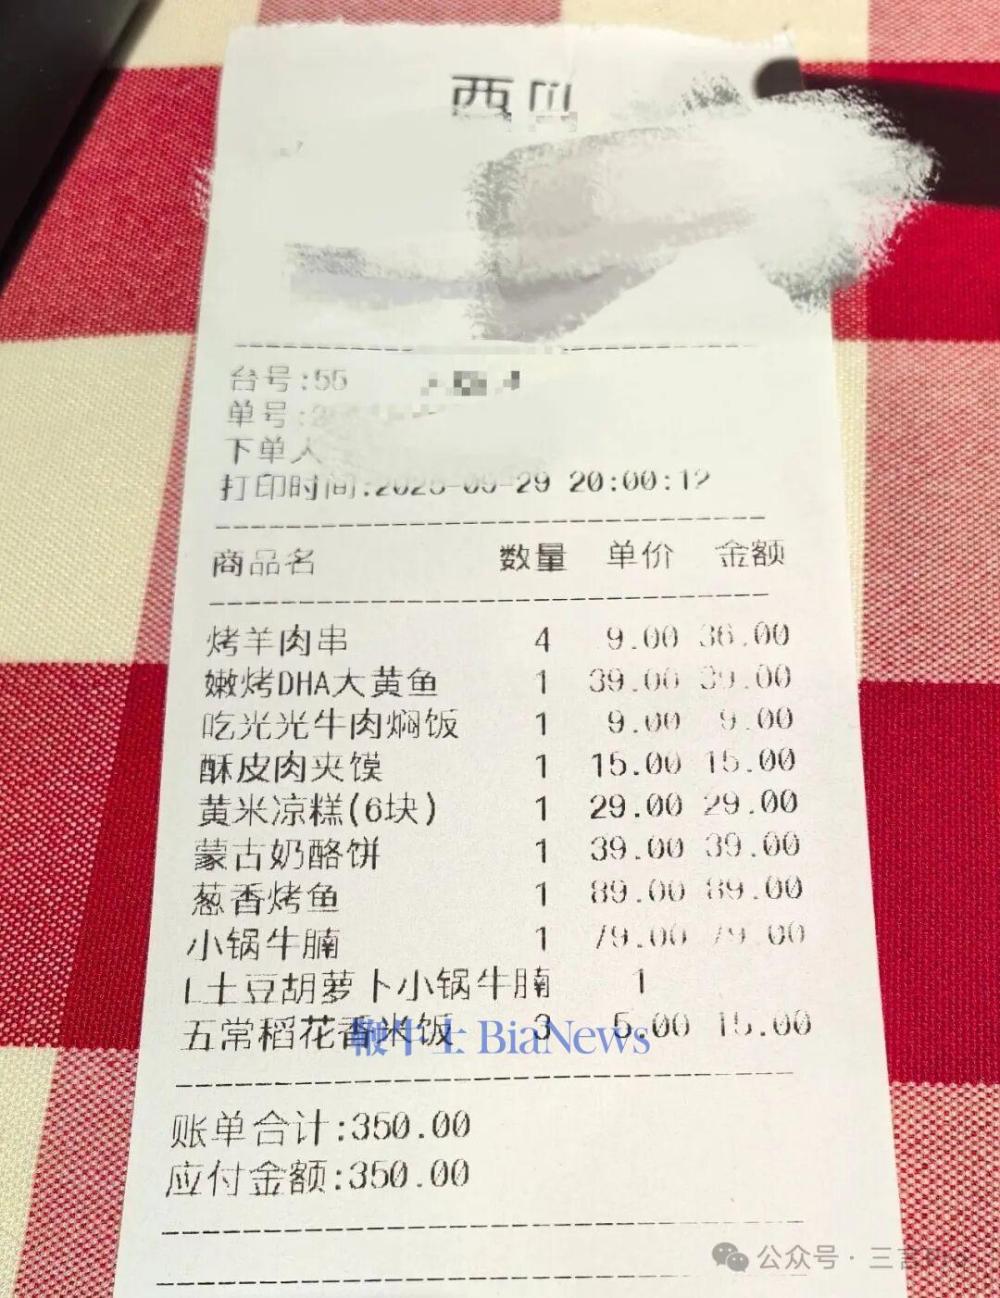 西
台号:55
单号:
下单人
打印时间:2025-09-29 20:00:12
商品名 数量 单价 金额
烤羊肉串 4 9.00 36.00
嫩烤DHA大黄鱼 1 39.00 39.00
吃光光牛肉焖饭 1 9.00 9.00
酥皮肉夹馍 1 15.00 15.00
黄米凉糕(6块) 1 29.00 29.00
蒙古奶酪饼 1 39.00 39.00
葱香烤鱼 1 89.00 89.00
小锅牛腩 1 79.00 79.00
L土豆胡萝卜小锅牛腩 1
五常稻花香米饭 3 5.00 15.00
鞭牛士 BiaNews
账单合计:350.00
应付金额:350.00
公众号·三言